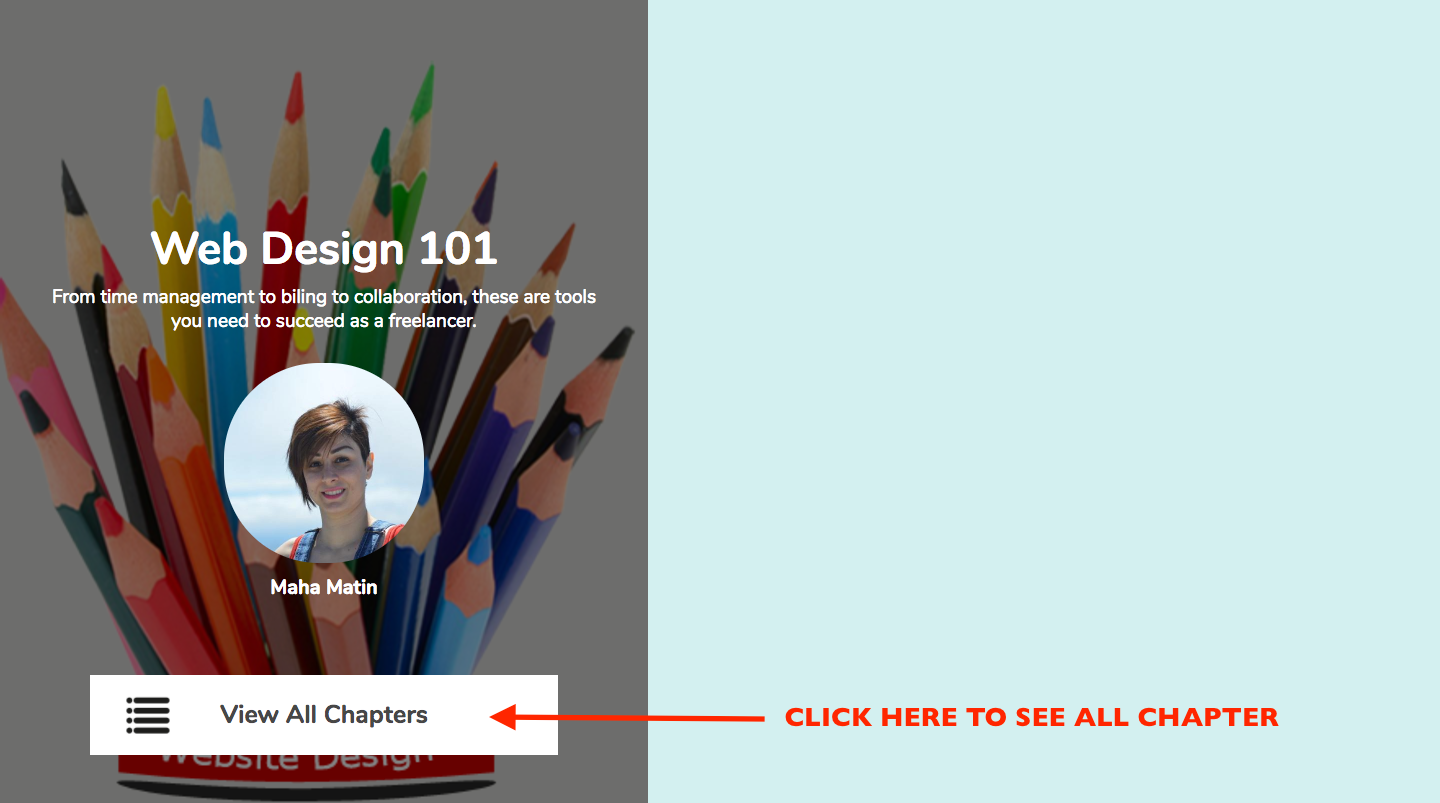 Web Design 101
From time management to biling to collaboration, these are tools
you need to succeed as a freelancer.
Maha Matin
View All Chapters
CLICK HERE TO SEE ALL CHAPTER
Website Design